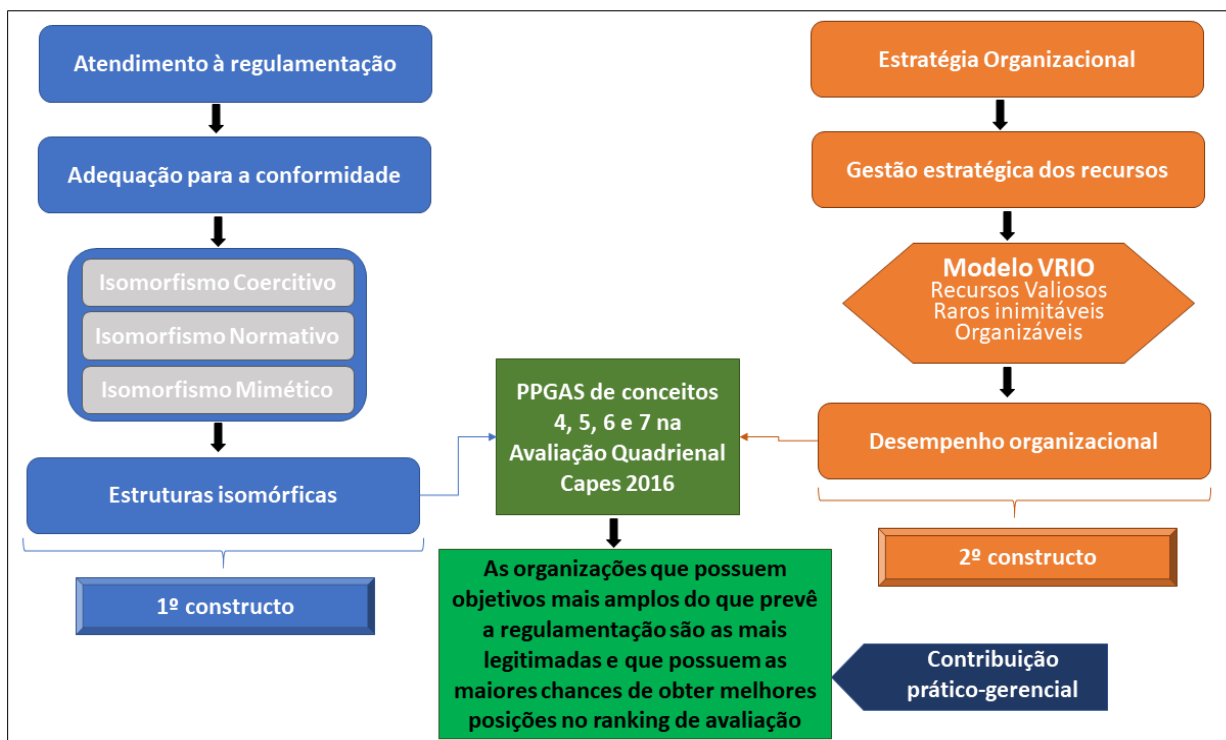 Atendimento à regulamentação
Adequação para a conformidade
Isomorfismo Coercitivo
Isomorfismo Normativo
Isomorfismo Mimético
Estruturas isomórficas
1º constructo
Estratégia Organizacional
Gestão estratégica dos recursos
Modelo VRIO
Recursos Valiosos
Raros inimitáveis
Organizáveis
Desempenho organizacional
2º constructo
PPGAS de conceitos
4, 5, 6 e 7 na
Avaliação Quadrienal
Capes 2016
As organizações que possuem
objetivos mais amplos do que prevê
a regulamentação são as mais
legitimadas e que possuem as
maiores chances de obter melhores
posições no ranking de avaliação
Contribuição
prático-gerencial